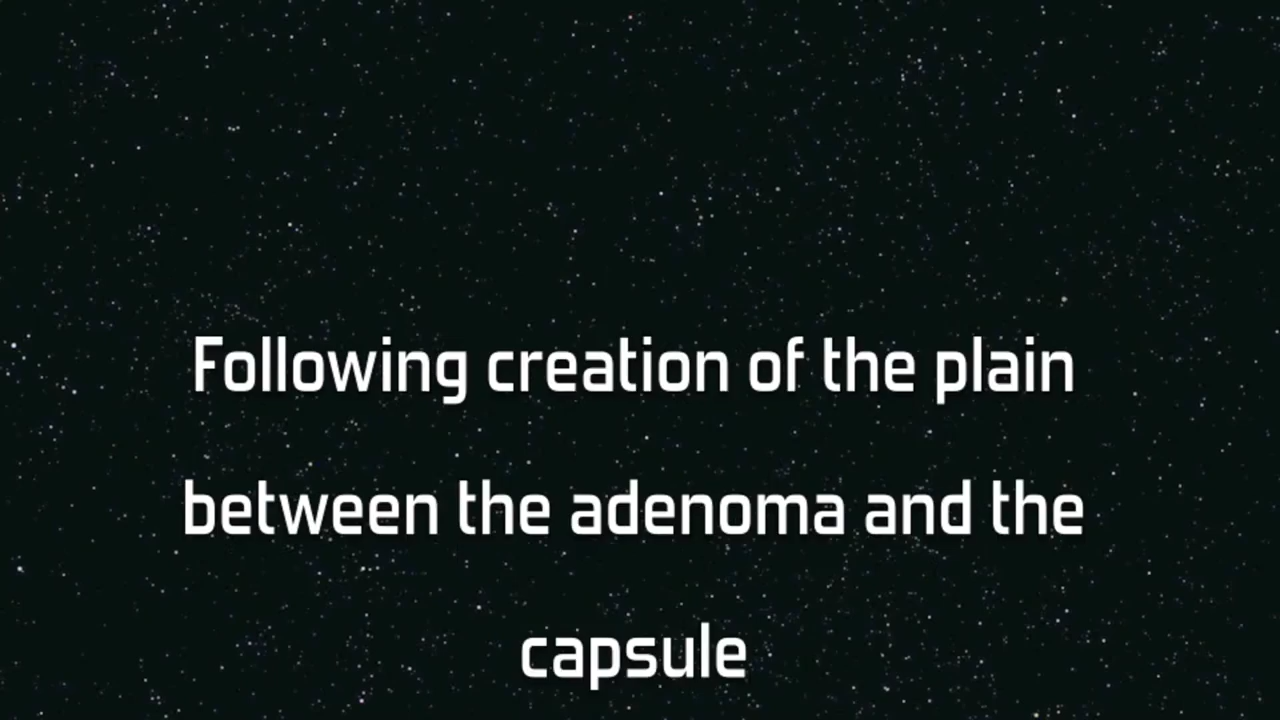 Following creation of the plain
between the adenoma and the
capsule